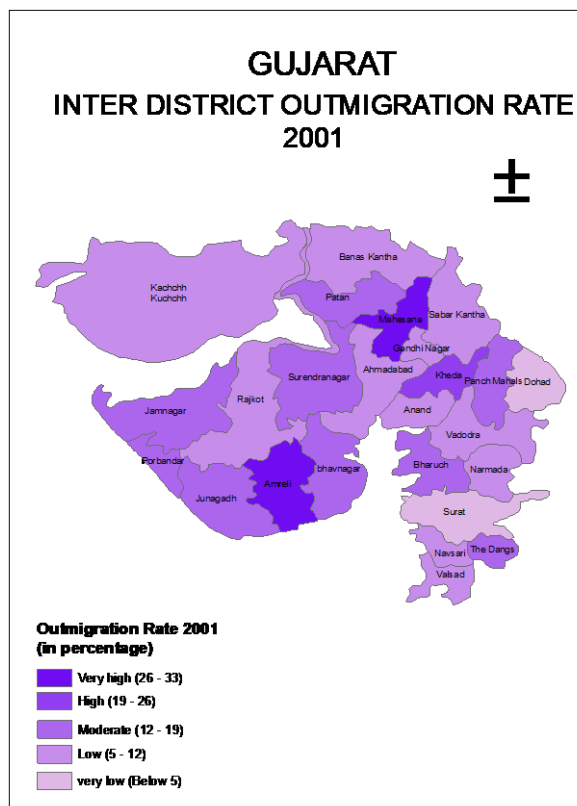 GUJARAT
INTER DISTRICT OUTMIGRATION RATE
2001
±
Banas Kantha
Kachchh
Kuchchh
Patan
Mahesana
Sabar Kantha
Gandhi Nagar
Ahmadabad
Kheda
Panch Mahals
Dohad
Surendranagar
Rajkot
Jamnagar
Anand
Vadodra
Porbandar
bhavnagar
Bharuch
Narmada
Amreli
Junagadh
Surat
Navsari
The Dangs
Valsad
Outmigration Rate 2001
(in percentage)
Very high (26 - 33)
High (19 - 26)
Moderate (12 - 19)
Low (5 - 12)
very low (Below 5)